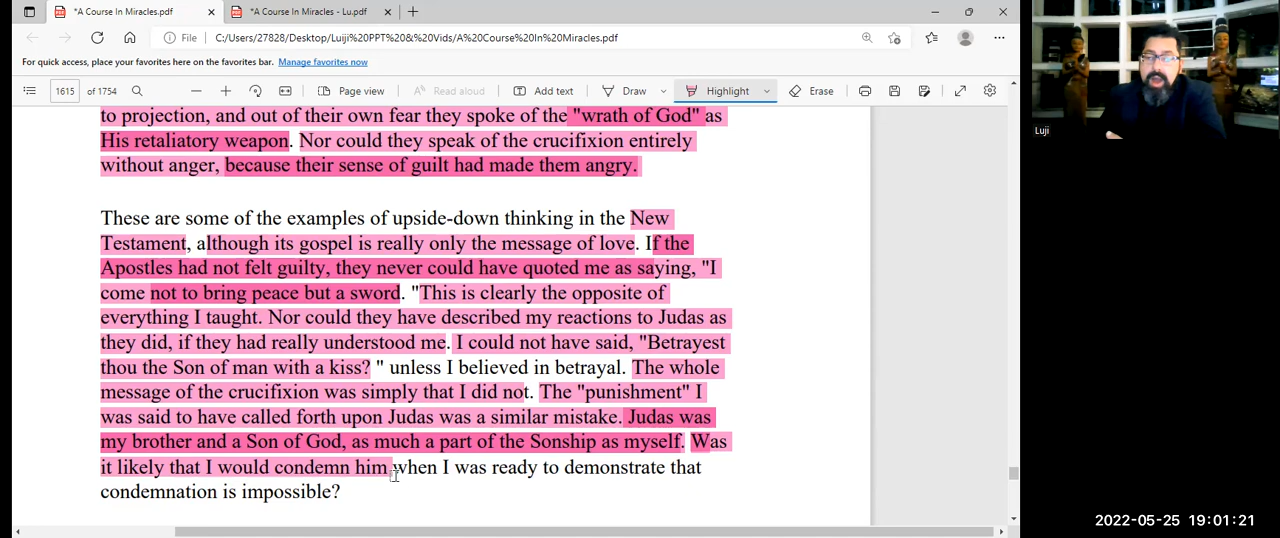 *A Course In Miracles.pdf
*A Course In Miracles - Lu.pdf
File
C:/Users/27828/Desktop/Luiji%20PPT%20&%20Vids/A%20Course%20In%20Miracles.pdf
For quick access, place your favorites here on the favorites bar. Manage favorites now
1615 of 1754
Page view
Read aloud
Add text
Draw
Highlight
Erase
to projection, and out of their own fear they spoke of the "wrath of God" as
His retaliatory weapon. Nor could they speak of the crucifixion entirely
without anger, because their sense of guilt had made them angry.
These are some of the examples of upside-down thinking in the New
Testament, although its gospel is really only the message of love. If the
Apostles had not felt guilty, they never could have quoted me as saying, "I
come not to bring peace but a sword. "This is clearly the opposite of
everything I taught. Nor could they have described my reactions to Judas as
they did, if they had really understood me. I could not have said, "Betrayest
thou the Son of man with a kiss? " unless I believed in betrayal. The whole
message of the crucifixion was simply that I did not. The "punishment" I
was said to have called forth upon Judas was a similar mistake. Judas was
my brother and a Son of God, as much a part of the Sonship as myself. Was
it likely that I would condemn him when I was ready to demonstrate that
condemnation is impossible?
Luji
2022-05-25 19:01:21